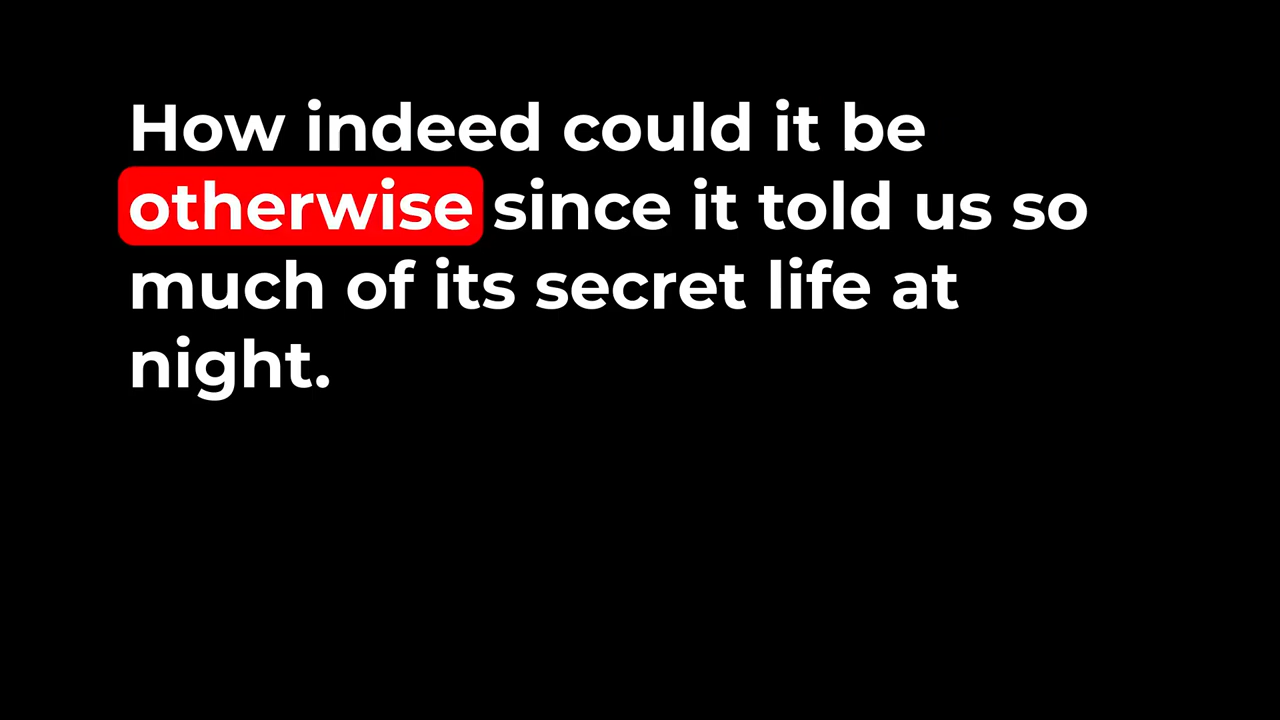 How indeed could it be
otherwise since it told us so
much of its secret life at
night.